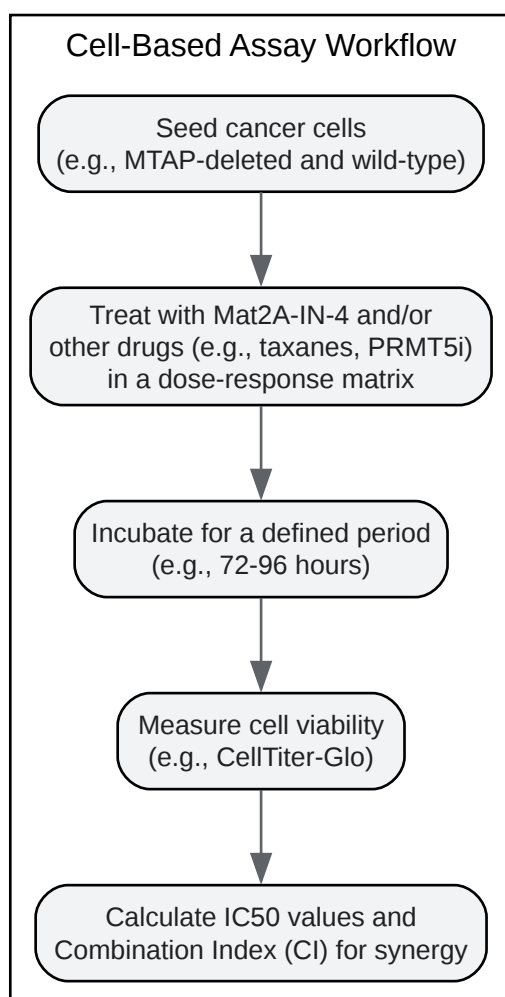 Cell-Based Assay Workflow
Seed cancer cells
(e.g., MTAP-deleted and wild-type)
Treat with Mat2A-IN-4 and/or
other drugs (e.g., taxanes, PRMT5i)
in a dose-response matrix
Incubate for a defined period
(e.g., 72-96 hours)
Measure cell viability
(e.g., CellTiter-Glo)
Calculate IC50 values and
Combination Index (CI) for synergy